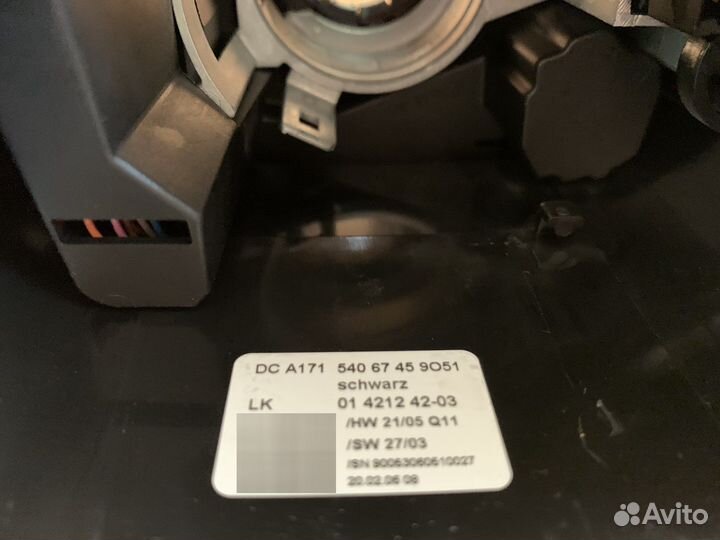 DC A171 540 67 45 9O51
schwarz
LK 01 4212 42-03
/HW 21/05 Q11
/SW 27/03
/SN 90063060610027
20.02.06 08
Avito